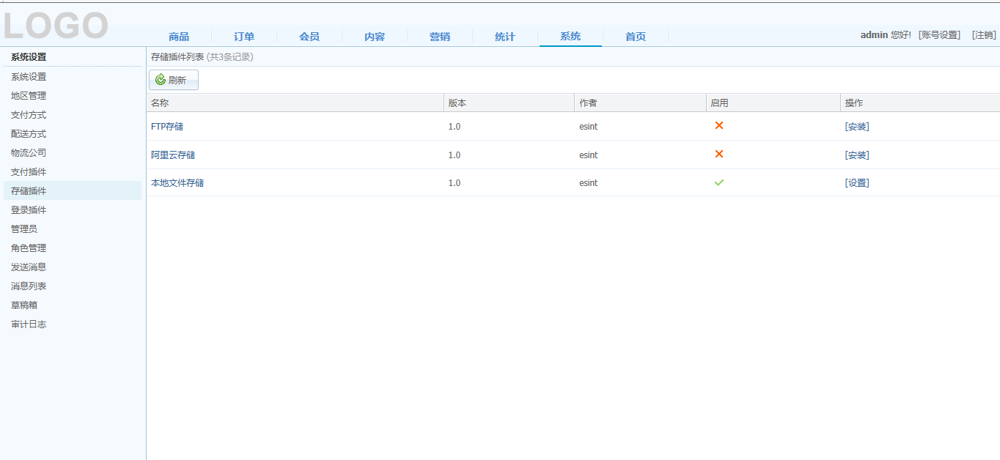 LOGO
商品 订单 会员 内容 营销 统计 系统 首页
admin 您好! [账号设置] [注销]
系统设置
系统设置
地区管理
支付方式
配送方式
物流公司
支付插件
存储插件
登录插件
管理员
角色管理
发送消息
消息列表
草稿箱
审计日志
存储插件列表 (共3条记录)
刷新
名称 版本 作者 启用 操作
FTP存储 1.0 esint [安装]
阿里云存储 1.0 esint [安装]
本地文件存储 1.0 esint [设置]